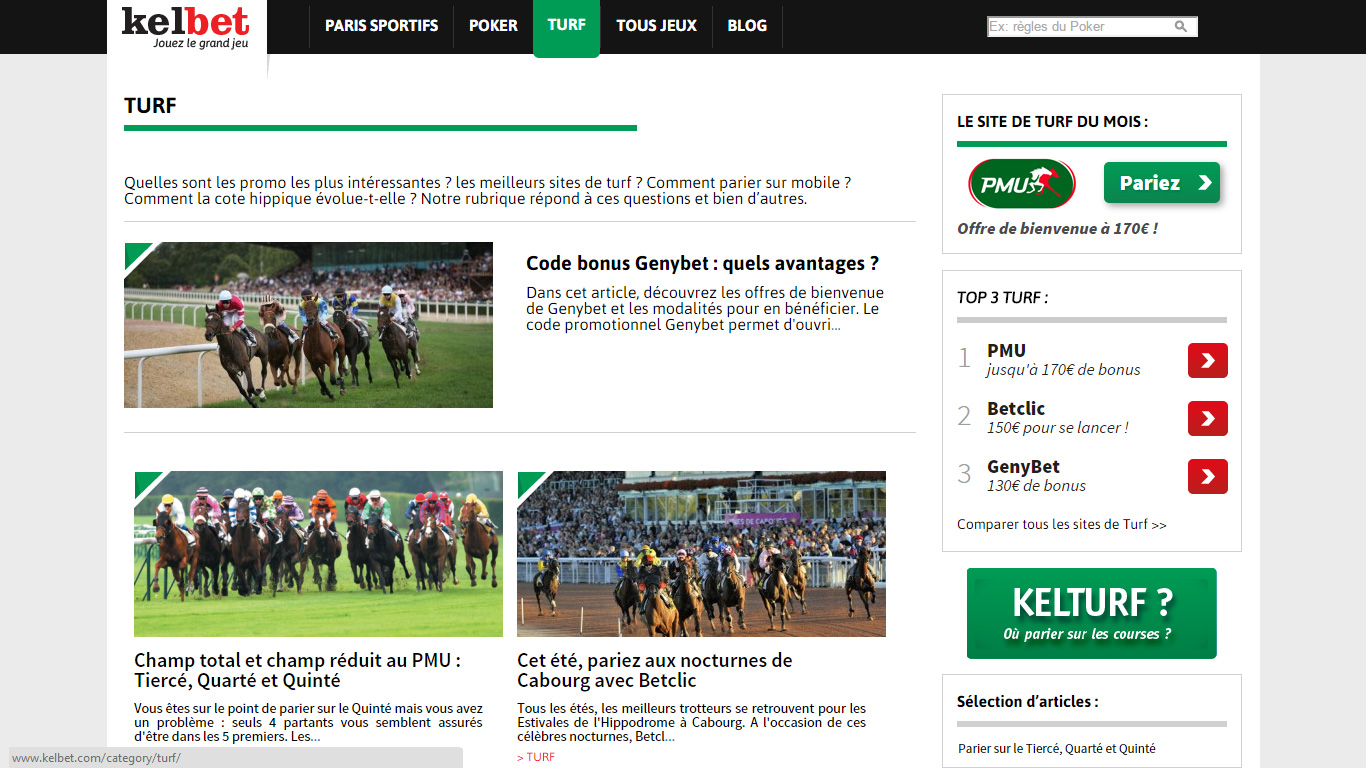 kelbet
Jouez le grand jeu
PARIS SPORTIFS
POKER
TURF
TOUS JEUX
BLOG
Ex: règles du Poker
TURF
Quelles sont les promo les plus intéressantes ? les meilleurs sites de turf ? Comment parier sur mobile ?
Comment la cote hippique évolue-t-elle ? Notre rubrique répond à ces questions et bien d’autres.
Code bonus Genybet : quels avantages ?
Dans cet article, découvrez les offres de bienvenue
de Genybet et les modalités pour en bénéficier. Le
code promotionnel Genybet permet d'ouvri...
Champ total et champ réduit au PMU :
Tiercé, Quarté et Quinté
Vous êtes sur le point de parier sur le Quinté mais vous avez
un problème : seuls 4 partants vous semblent assurés
d'être dans les 5 premiers. Les...
Cet été, pariez aux nocturnes de
Cabourg avec Betclic
Tous les étés, les meilleurs trotteurs se retrouvent pour les
Estivales de l'Hippodrome à Cabourg. A l'occasion de ces
célèbres nocturnes, Betcl...
> TURF
LE SITE DE TURF DU MOIS :
PMU
Pariez
Offre de bienvenue à 170€ !
TOP 3 TURF :
1 PMU
jusqu'à 170€ de bonus
2 Betclic
150€ pour se lancer !
3 GenyBet
130€ de bonus
Comparer tous les sites de Turf >>
KELTURF ?
Où parier sur les courses ?
Sélection d’articles :
Parier sur le Tiercé, Quarté et Quinté
www.kelbet.com/category/turf/